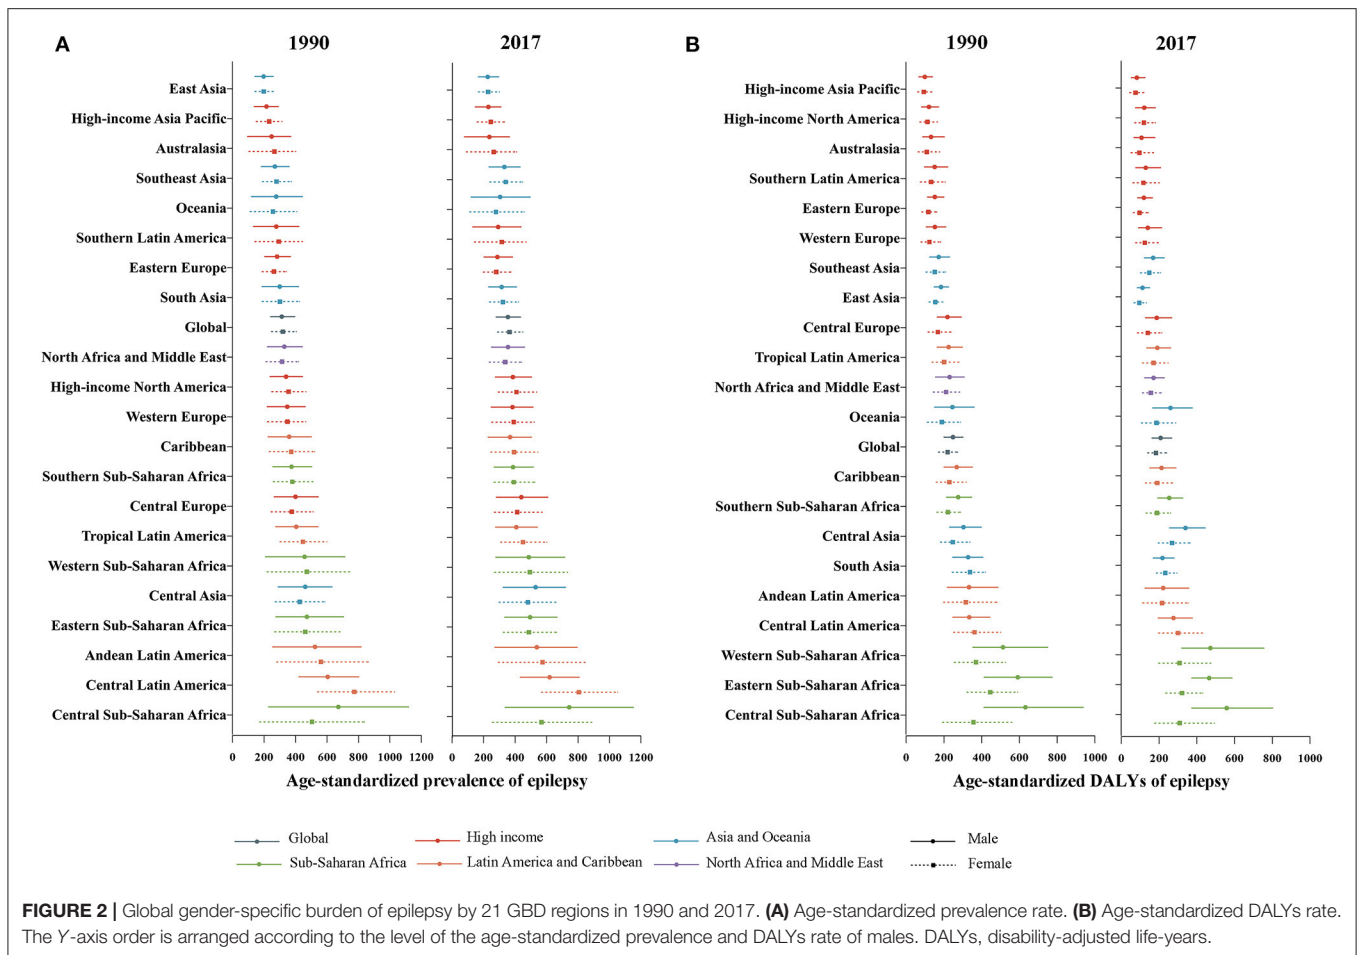 A
1990
2017
B
1990
2017
East Asia
High-income Asia Pacific
Australasia
Southeast Asia
Oceania
Southern Latin America
Eastern Europe
South Asia
Global
North Africa and Middle East
High-income North America
Western Europe
Caribbean
Southern Sub-Saharan Africa
Central Europe
Tropical Latin America
Western Sub-Saharan Africa
Central Asia
Eastern Sub-Saharan Africa
Andean Latin America
Central Latin America
Central Sub-Saharan Africa
0 200 400 600 800 1000 1200
0 200 400 600 800 1000 1200
Age-standardized prevalence of epilepsy
High-income Asia Pacific
High-income North America
Australasia
Southern Latin America
Eastern Europe
Western Europe
Southeast Asia
East Asia
Central Europe
Tropical Latin America
North Africa and Middle East
Oceania
Global
Caribbean
Southern Sub-Saharan Africa
Central Asia
South Asia
Andean Latin America
Central Latin America
Western Sub-Saharan Africa
Eastern Sub-Saharan Africa
Central Sub-Saharan Africa
0 200 400 600 800 1000
0 200 400 600 800 1000
Age-standardized DALYs of epilepsy
Global High income Asia and Oceania Male
Sub-Saharan Africa Latin America and Caribbean North Africa and Middle East Female
FIGURE 2 | Global gender-specific burden of epilepsy by 21 GBD regions in 1990 and 2017. (A) Age-standardized prevalence rate. (B) Age-standardized DALYs rate.
The Y-axis order is arranged according to the level of the age-standardized prevalence and DALYs rate of males. DALYs, disability-adjusted life-years.